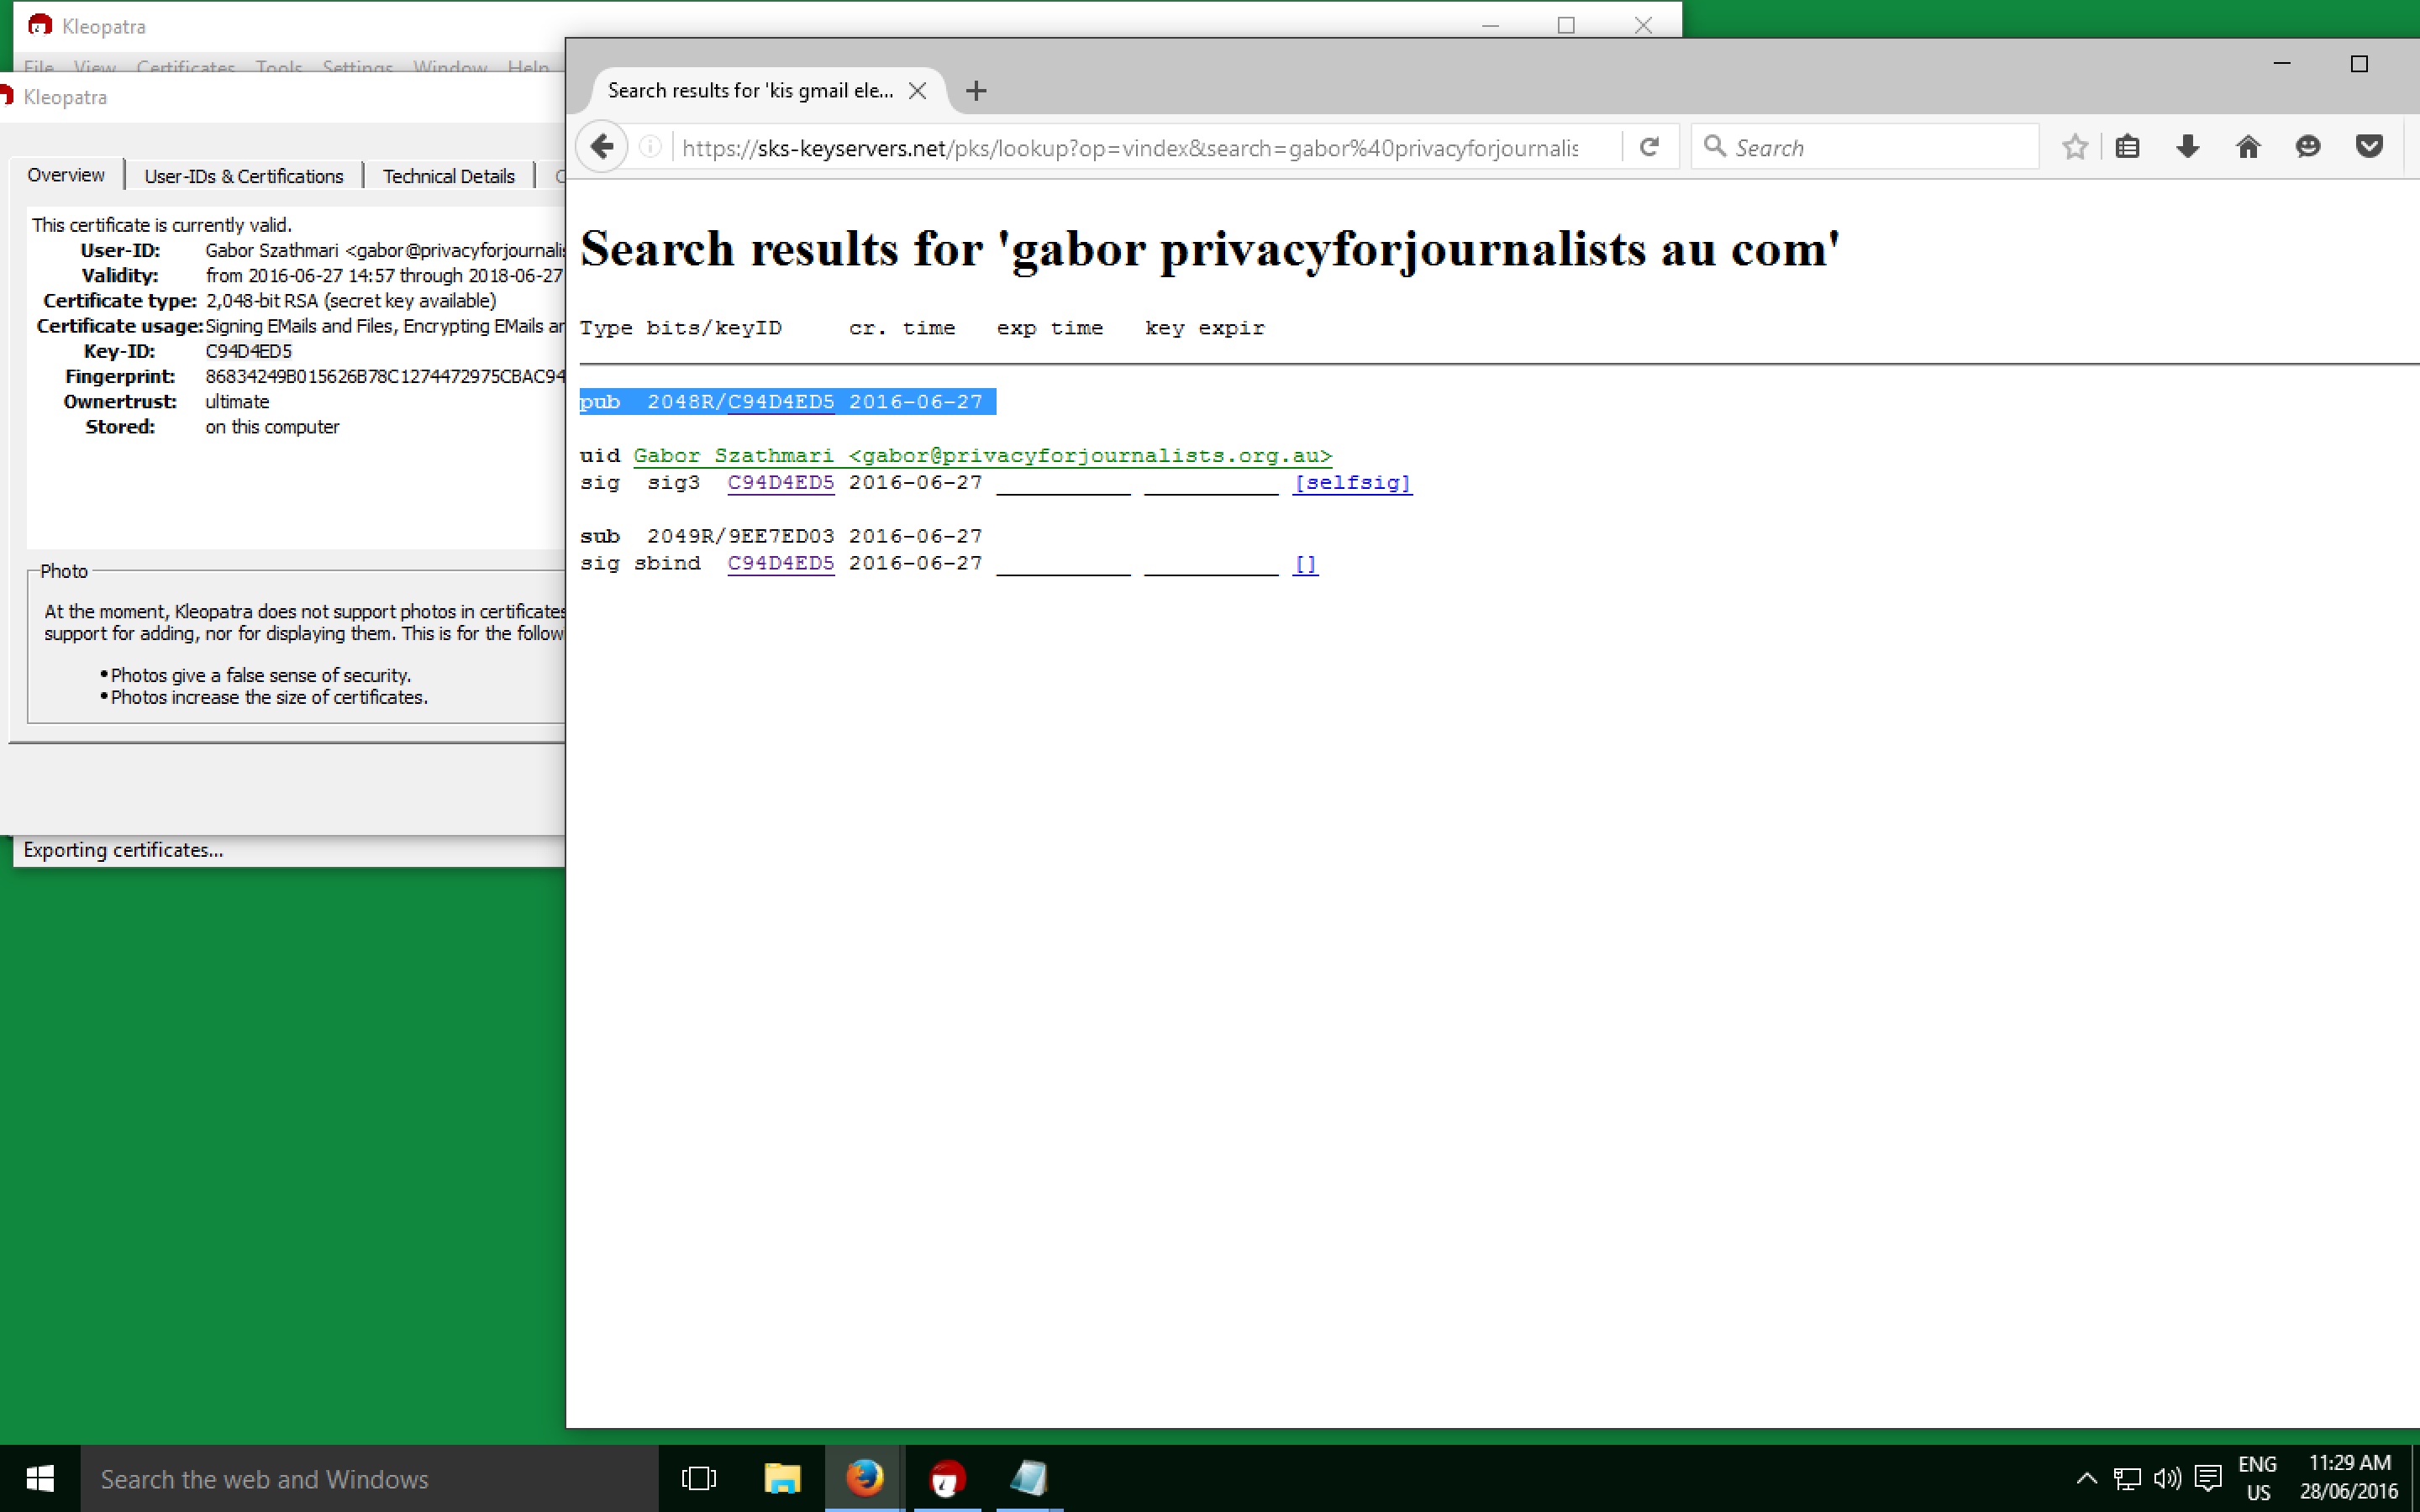 Kleopatra
File View Certificates Tools Settings Window Help
Kleopatra
Overview User-IDs & Certifications Technical Details
This certificate is currently valid.
User-ID: Gabor Szathmari <gabor@privacyforjournalis
Validity: from 2016-06-27 14:57 through 2018-06-27
Certificate type: 2,048-bit RSA (secret key available)
Certificate usage: Signing EMails and Files, Encrypting EMails ar
Key-ID: C94D4ED5
Fingerprint: 86834249B015626B78C1274472975CBAC94
Ownertrust: ultimate
Stored: on this computer
Photo
At the moment, Kleopatra does not support photos in certificates
support for adding, nor for displaying them. This is for the follow
•Photos give a false sense of security.
•Photos increase the size of certificates.
Exporting certificates...
Search results for 'kis gmail ele...
https://sks-keyservers.net/pks/lookup?op=vindex&search=gabor%40privacyforjournalis
Search
Search results for 'gabor privacyforjournalists au com'
Type bits/keyID cr. time exp time key expir
pub 2048R/C94D4ED5 2016-06-27
uid Gabor Szathmari <gabor@privacyforjournalists.org.au>
sig sig3 C94D4ED5 2016-06-27 __________ __________ [selfsig]
sub 2049R/9EE7ED03 2016-06-27
sig sbind C94D4ED5 2016-06-27 __________ __________ []
Search the web and Windows
ENG
US
11:29 AM
28/06/2016